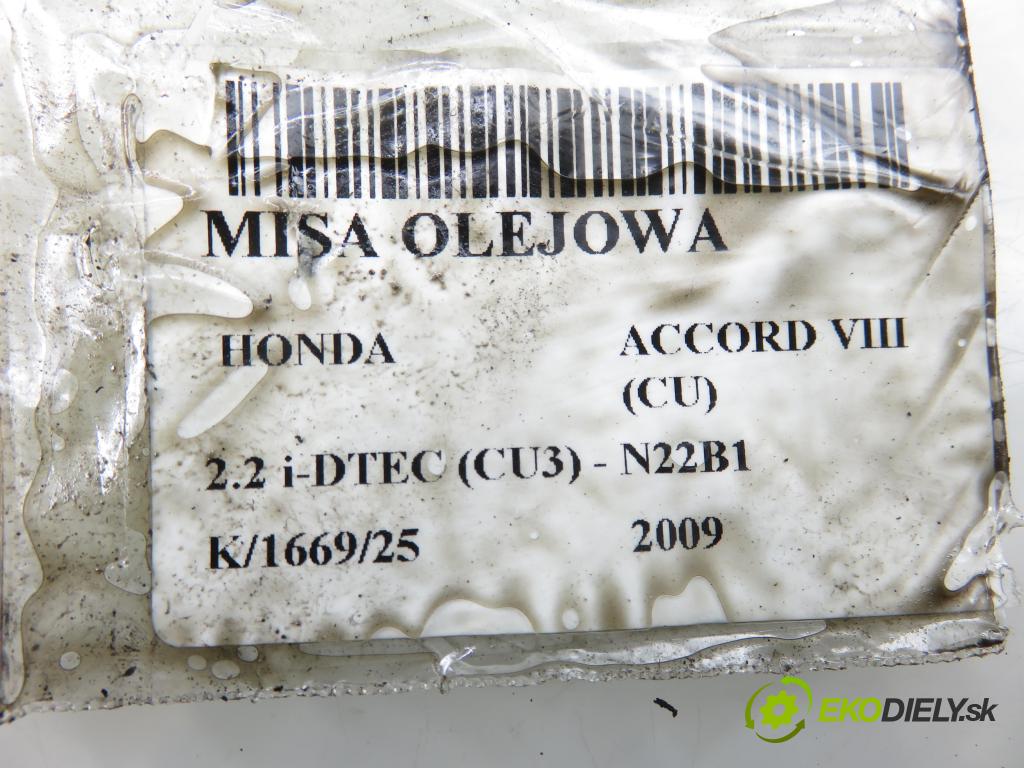 MISA OLEJOWA
HONDA
ACCORD VIII
(CU)
2.2 i-DTEC (CU3) - N22B1
K/1669/25
2009
EKODIELY.sk